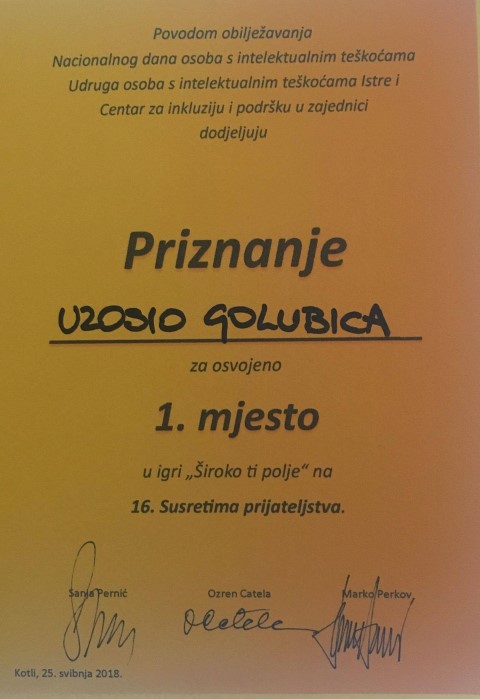 Povodom obilježavanja
Nacionalnog dana osoba s intelektualnim teškoćama
Udruga osoba s intelektualnim teškoćama Istre i
Centar za inkluziju i podršku u zajednici
dodjeljuju
Priznanje
UZOSIO GOLUBICA
za osvojeno
1. mjesto
u igri „Široko ti polje“ na
16. Susretima prijateljstva.
Sanja Pernić Ozren Catela Marko Perkov
Kotli, 25. svibnja 2018.